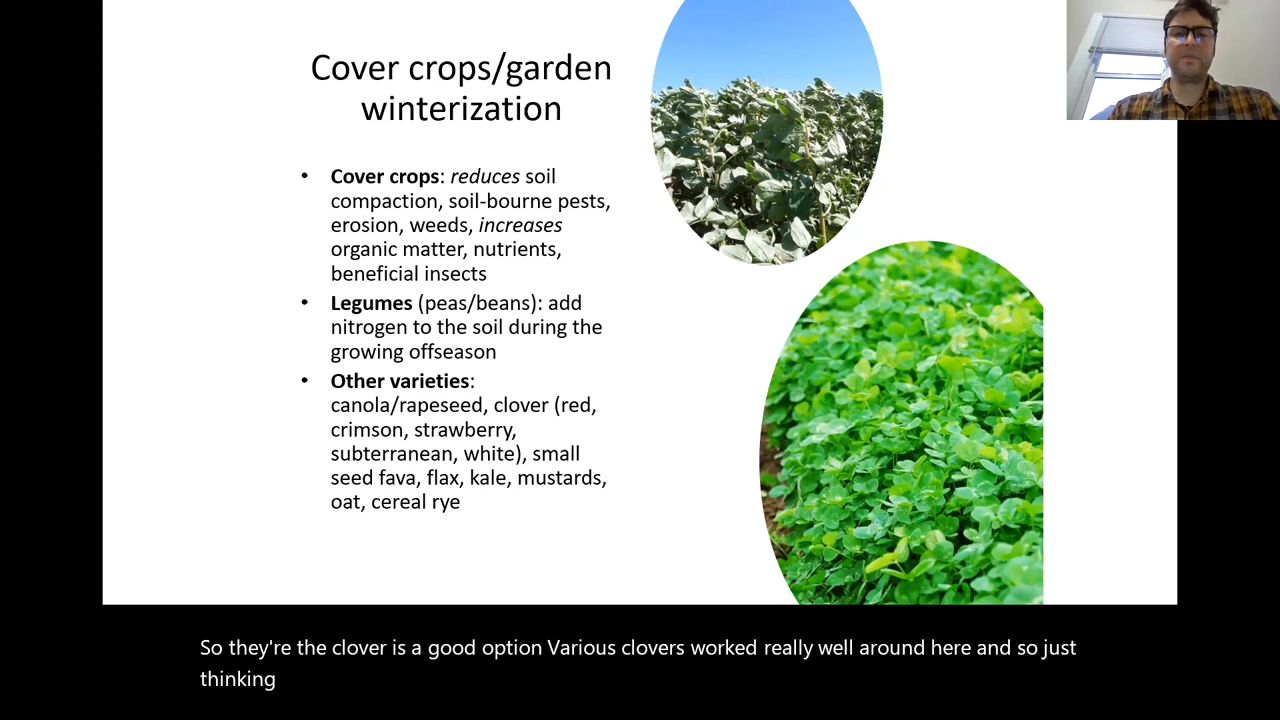 Cover crops/garden
winterization
• Cover crops: reduces soil
compaction, soil-bourne pests,
erosion, weeds, increases
organic matter, nutrients,
beneficial insects
• Legumes (peas/beans): add
nitrogen to the soil during the
growing offseason
• Other varieties:
canola/rapeseed, clover (red,
crimson, strawberry,
subterranean, white), small
seed fava, flax, kale, mustards,
oat, cereal rye
So they're the clover is a good option Various clovers worked really well around here and so just
thinking